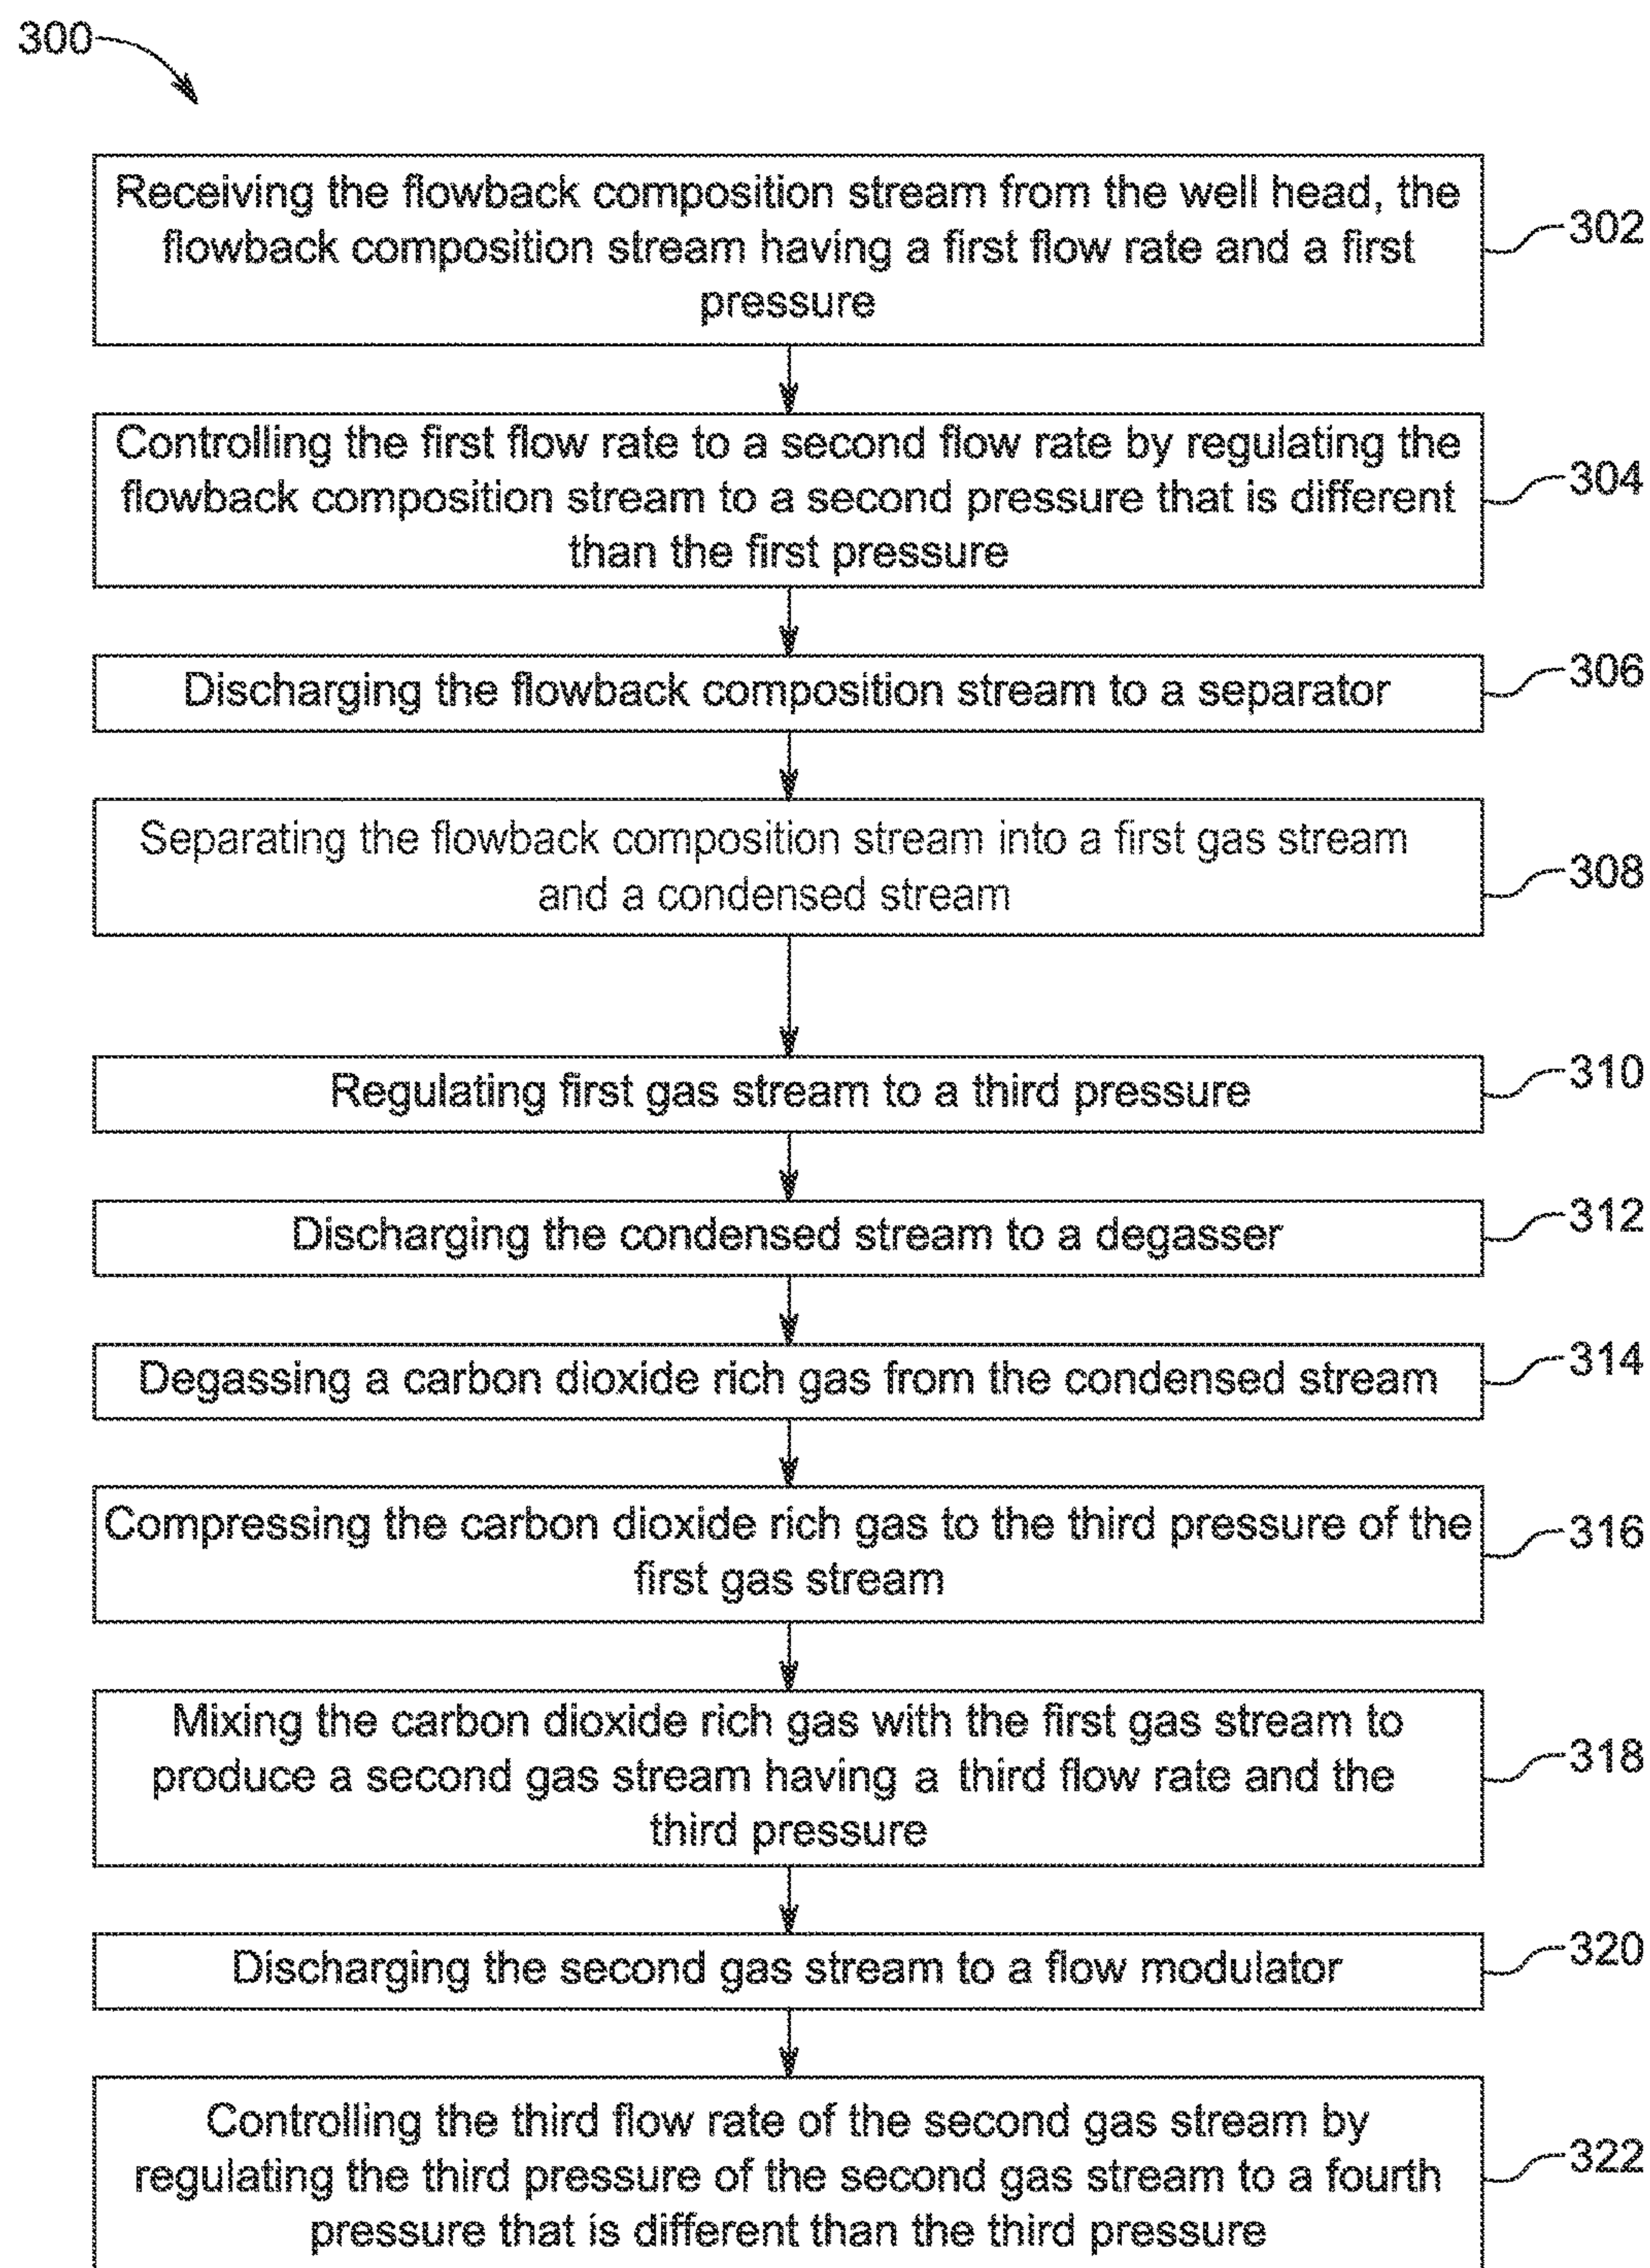 300
Receiving the flowback composition stream from the well head, the
flowback composition stream having a first flow rate and a first
pressure
302
Controlling the first flow rate to a second flow rate by regulating the
flowback composition stream to a second pressure that is different
than the first pressure
304
Discharging the flowback composition stream to a separator
306
Separating the flowback composition stream into a first gas stream
and a condensed stream
308
Regulating first gas stream to a third pressure
310
Discharging the condensed stream to a degasser
312
Degassing a carbon dioxide rich gas from the condensed stream
314
Compressing the carbon dioxide rich gas to the third pressure of the
first gas stream
316
Mixing the carbon dioxide rich gas with the first gas stream to
produce a second gas stream having a third flow rate and the
third pressure
318
Discharging the second gas stream to a flow modulator
320
Controlling the third flow rate of the second gas stream by
regulating the third pressure of the second gas stream to a fourth
pressure that is different than the third pressure
322